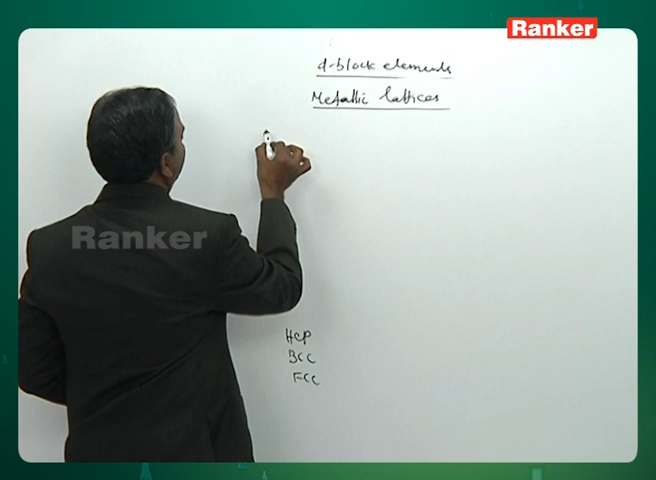 Ranker
d-block elements
Metallic lattices
Ranker
HCP
BCC
FCC